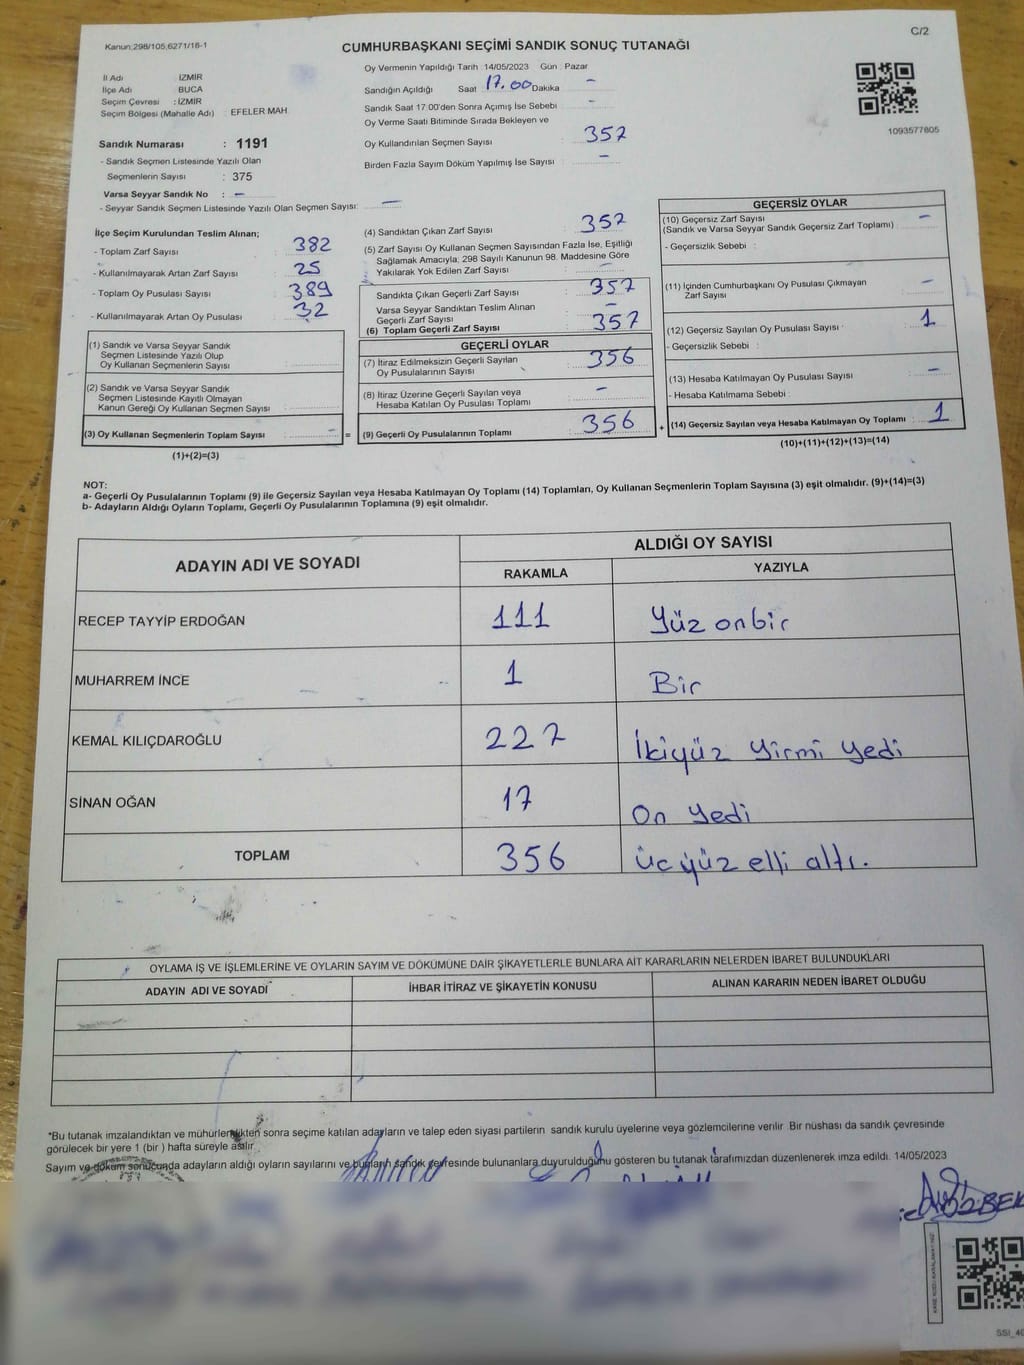 Kanun;298/105,6271/16-1
C/2
CUMHURBAŞKANI SEÇİMİ SANDIK SONUÇ TUTANAĞI
İl Adı İZMİR
İlçe Adı BUCA
Seçim Çevresi : İZMİR
Seçim Bölgesi (Mahalle Adı) : EFELER MAH
Sandık Numarası : 1191
- Sandık Seçmen Listesinde Yazılı Olan
Seçmenlerin Sayısı : 375
Varsa Seyyar Sandık No : -
- Seyyar Sandık Seçmen Listesinde Yazılı Olan Seçmen Sayısı: -
Oy Vermenin Yapıldığı Tarih : 14/05/2023 Gün : Pazar
Sandığın Açıldığı Saat 17.00 Dakika -
Sandık Saat 17:00'den Sonra Açımış İse Sebebi : -
Oy Verme Saati Bitiminde Sırada Bekleyen ve
Oy Kullandırılan Seçmen Sayısı : 357
Birden Fazla Sayım Döküm Yapılmış İse Sayısı : -
1093577805
İlçe Seçim Kurulundan Teslim Alınan;
- Toplam Zarf Sayısı : 382
- Kullanılmayarak Artan Zarf Sayısı : 25
- Toplam Oy Pusulası Sayısı : 389
- Kullanılmayarak Artan Oy Pusulası : 32
(1) Sandık ve Varsa Seyyar Sandık
Seçmen Listesinde Yazılı Olup
Oy Kullanan Seçmenlerin Sayısı :
(2) Sandık ve Varsa Seyyar Sandık
Seçmen Listesinde Kayıtlı Olmayan
Kanun Gereği Oy Kullanan Seçmen Sayısı :
(3) Oy Kullanan Seçmenlerin Toplam Sayısı : - =
(1)+(2)=(3)
(4) Sandıktan Çıkan Zarf Sayısı : 357
(5) Zarf Sayısı Oy Kullanan Seçmen Sayısından Fazla İse, Eşitliği
Sağlamak Amacıyla; 298 Sayılı Kanunun 98. Maddesine Göre
Yakılarak Yok Edilen Zarf Sayısı : -
Sandıkta Çıkan Geçerli Zarf Sayısı : 357
Varsa Seyyar Sandıktan Teslim Alınan
Geçerli Zarf Sayısı : -
(6) Toplam Geçerli Zarf Sayısı : 357
GEÇERLİ OYLAR
(7) İtiraz Edilmeksizin Geçerli Sayılan
Oy Pusulalarının Sayısı : 356
(8) İtiraz Üzerine Geçerli Sayılan veya
Hesaba Katılan Oy Pusulası Toplamı : -
(9) Geçerli Oy Pusulalarının Toplamı : 356 +
GEÇERSİZ OYLAR
(10) Geçersiz Zarf Sayısı
(Sandık ve Varsa Seyyar Sandık Geçersiz Zarf Toplamı) : -
- Geçersizlik Sebebi :
(11) İçinden Cumhurbaşkanı Oy Pusulası Çıkmayan
Zarf Sayısı : -
(12) Geçersiz Sayılan Oy Pusulası Sayısı : 1
- Geçersizlik Sebebi :
(13) Hesaba Katılmayan Oy Pusulası Sayısı : -
- Hesaba Katılmama Sebebi :
(14) Geçersiz Sayılan veya Hesaba Katılmayan Oy Toplamı : 1
(10)+(11)+(12)+(13)=(14)
NOT:
a- Geçerli Oy Pusulalarının Toplamı (9) ile Geçersiz Sayılan veya Hesaba Katılmayan Oy Toplamı (14) Toplamları, Oy Kullanan Seçmenlerin Toplam Sayısına (3) eşit olmalıdır. (9)+(14)=(3)
b- Adayların Aldığı Oyların Toplamı, Geçerli Oy Pusulalarının Toplamına (9) eşit olmalıdır.
ADAYIN ADI VE SOYADI ALDIĞI OY SAYISI
RAKAMLA YAZIYLA
RECEP TAYYİP ERDOĞAN 111 Yüz onbir
MUHARREM İNCE 1 Bir
KEMAL KILIÇDAROĞLU 227 İkiyüz yirmi yedi
SİNAN OĞAN 17 On yedi
TOPLAM 356 üçyüz elli altı.
OYLAMA İŞ VE İŞLEMLERİNE VE OYLARIN SAYIM VE DÖKÜMÜNE DAİR ŞİKAYETLERLE BUNLARA AİT KARARLARIN NELERDEN İBARET BULUNDUKLARI
ADAYIN ADI VE SOYADI İHBAR İTİRAZ VE ŞİKAYETİN KONUSU ALINAN KARARIN NEDEN İBARET OLDUĞU
*Bu tutanak imzalandıktan ve mühürlendikten sonra seçime katılan adayların ve talep eden siyasi partilerin sandık kurulu üyelerine veya gözlemcilerine verilir. Bir nüshası da sandık çevresinde
görülecek bir yere 1 (bir ) hafta süreyle asılır.
Sayım ve döküm sonucunda adayların aldığı oyların sayılarını ve bunların sandık çevresinde bulunanlara duyurulduğunu gösteren bu tutanak tarafımızdan düzenlenerek imza edildi. 14/05/2023
KARE KODU KARALAMAYINIZ